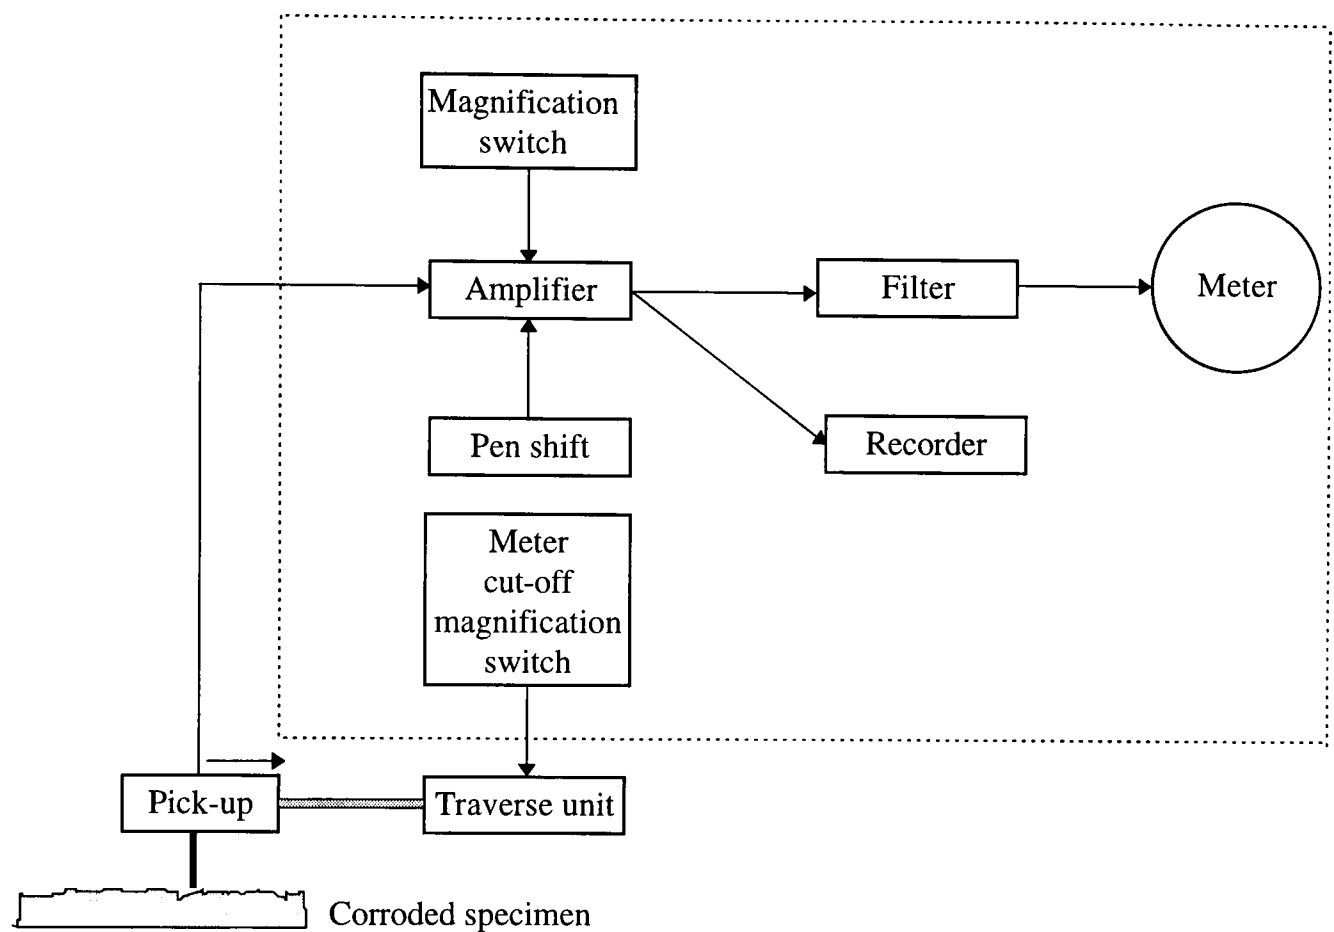 Magnification
switch
Amplifier
Filter
Meter
Pen shift
Recorder
Meter
cut-off
magnification
switch
Pick-up
Traverse unit
Corroded specimen